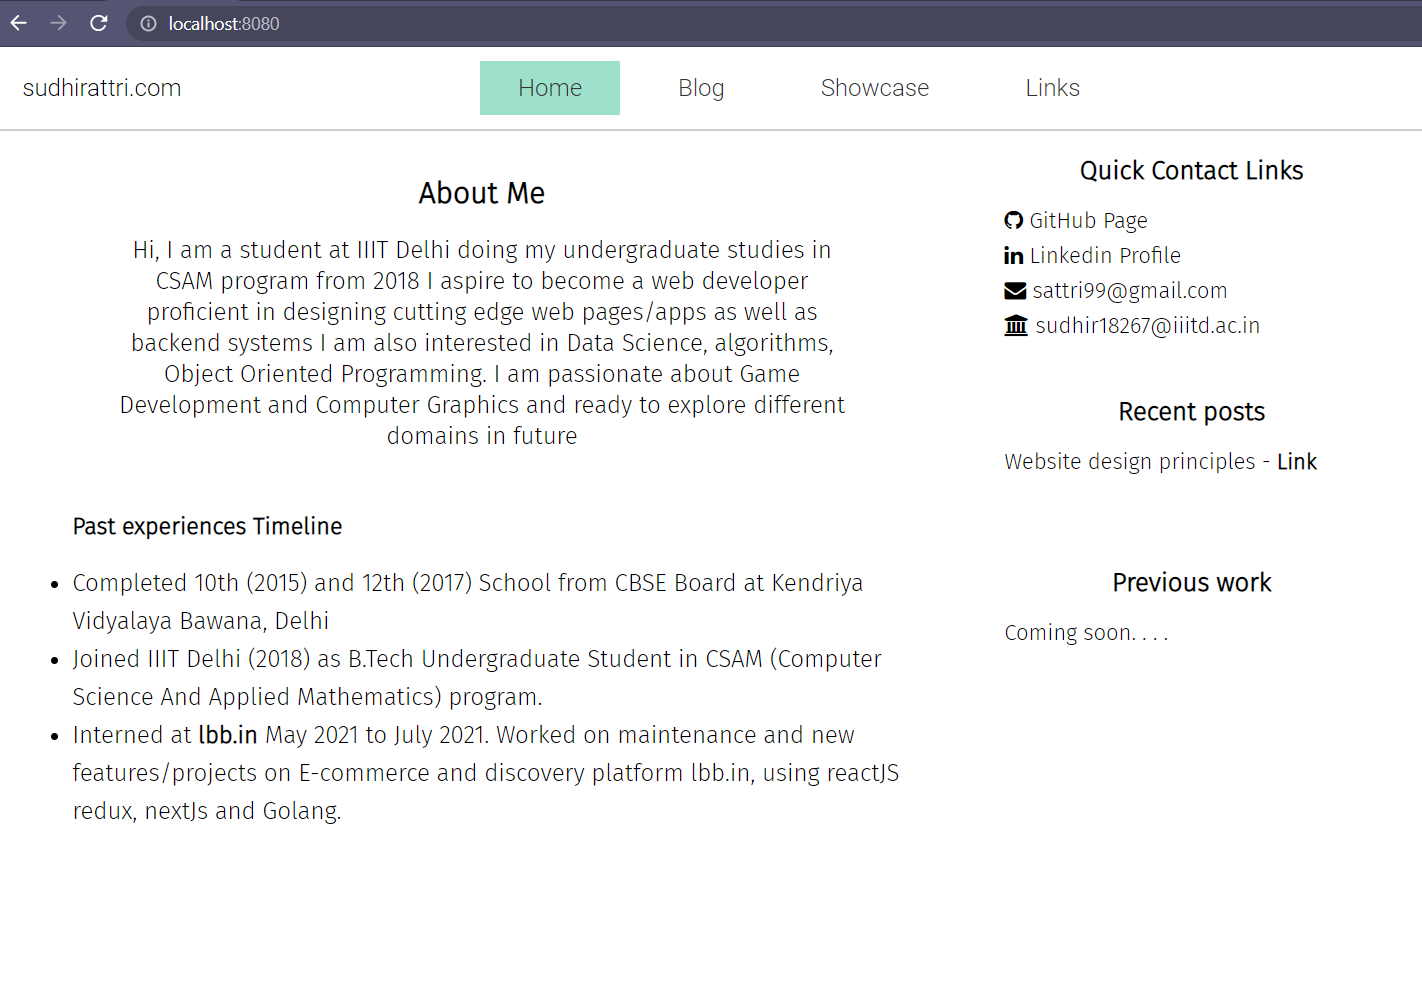 localhost:8080
sudhirattri.com
Home
Blog
Showcase
Links
About Me
Hi, I am a student at IIIT Delhi doing my undergraduate studies in
CSAM program from 2018 I aspire to become a web developer
proficient in designing cutting edge web pages/apps as well as
backend systems I am also interested in Data Science, algorithms,
Object Oriented Programming. I am passionate about Game
Development and Computer Graphics and ready to explore different
domains in future
Past experiences Timeline
Completed 10th (2015) and 12th (2017) School from CBSE Board at Kendriya
Vidyalaya Bawana, Delhi
Joined IIIT Delhi (2018) as B.Tech Undergraduate Student in CSAM (Computer
Science And Applied Mathematics) program.
Interned at lbb.in May 2021 to July 2021. Worked on maintenance and new
features/projects on E-commerce and discovery platform lbb.in, using reactJS
redux, nextJs and Golang.
Quick Contact Links
GitHub Page
Linkedin Profile
sattri99@gmail.com
sudhir18267@iiitd.ac.in
Recent posts
Website design principles - Link
Previous work
Coming soon. . . .